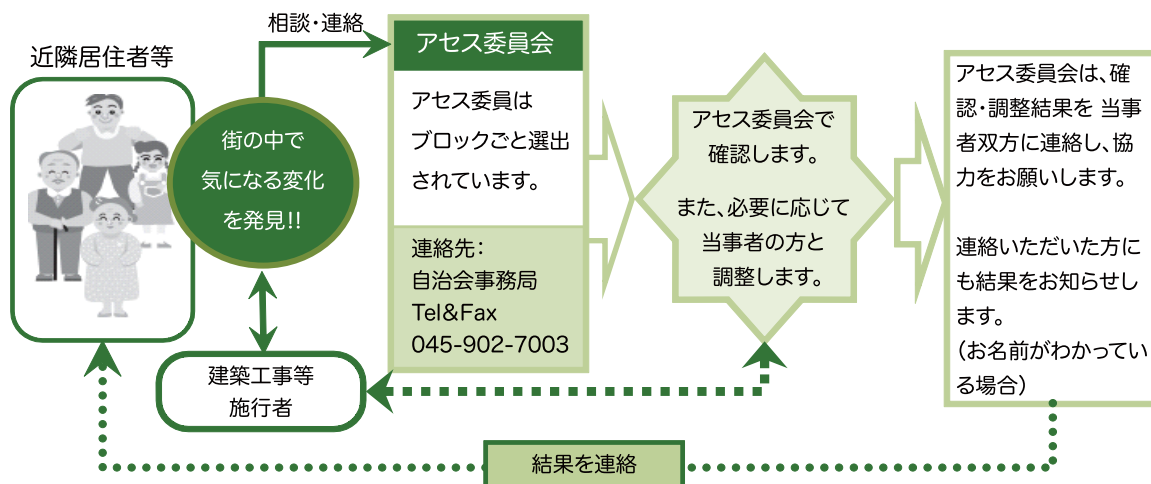 近隣居住者等
相談・連絡
街の中で
気になる変化
を発見!!
建築工事等
施行者
アセス委員会
アセス委員は
ブロックごと選出
されています。
連絡先：
自治会事務局
Tel&Fax
045-902-7003
アセス委員会で
確認します。
また、必要に応じて
当事者の方と
調整します。
アセス委員会は、確
認・調整結果を 当事
者双方に連絡し、協
力をお願いします。
連絡いただいた方に
も結果をお知らせし
ます。
（お名前がわかってい
る場合）
結果を連絡